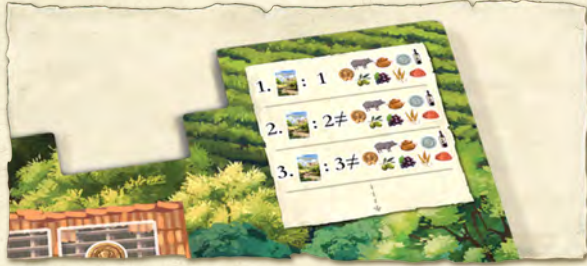 1. : 1
2. : 2≠
3. : 3≠